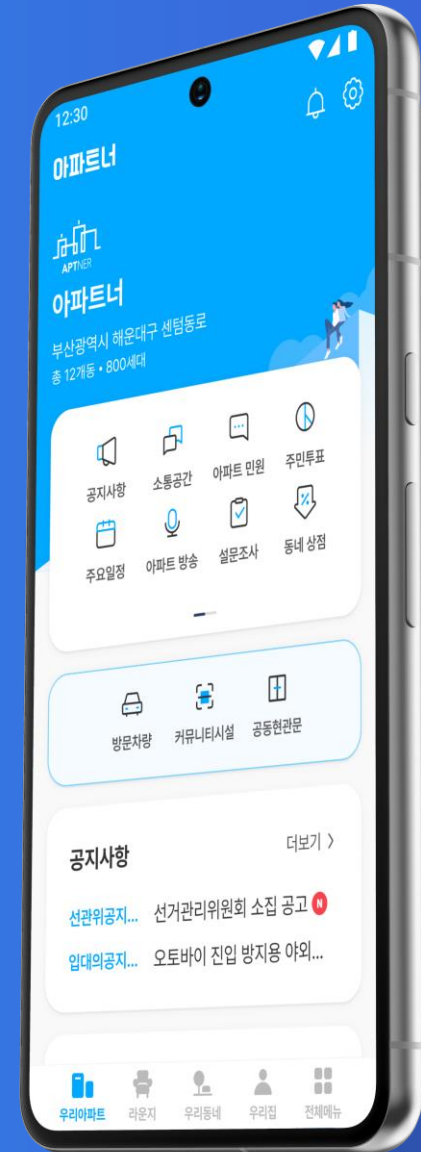 12:30
아파트너
APTNER
아파트너
부산광역시 해운대구 센텀동로
총 12개동 • 800세대
공지사항 소통공간 아파트 민원 주민투표
주요일정 아파트 방송 설문조사 동네 상점
방문차량 커뮤니티시설 공동현관문
공지사항 더보기 >
선관위공지... 선거관리위원회 소집 공고 N
입대의공지... 오토바이 진입 방지용 야외...
우리아파트 라운지 우리동네 우리집 전체메뉴